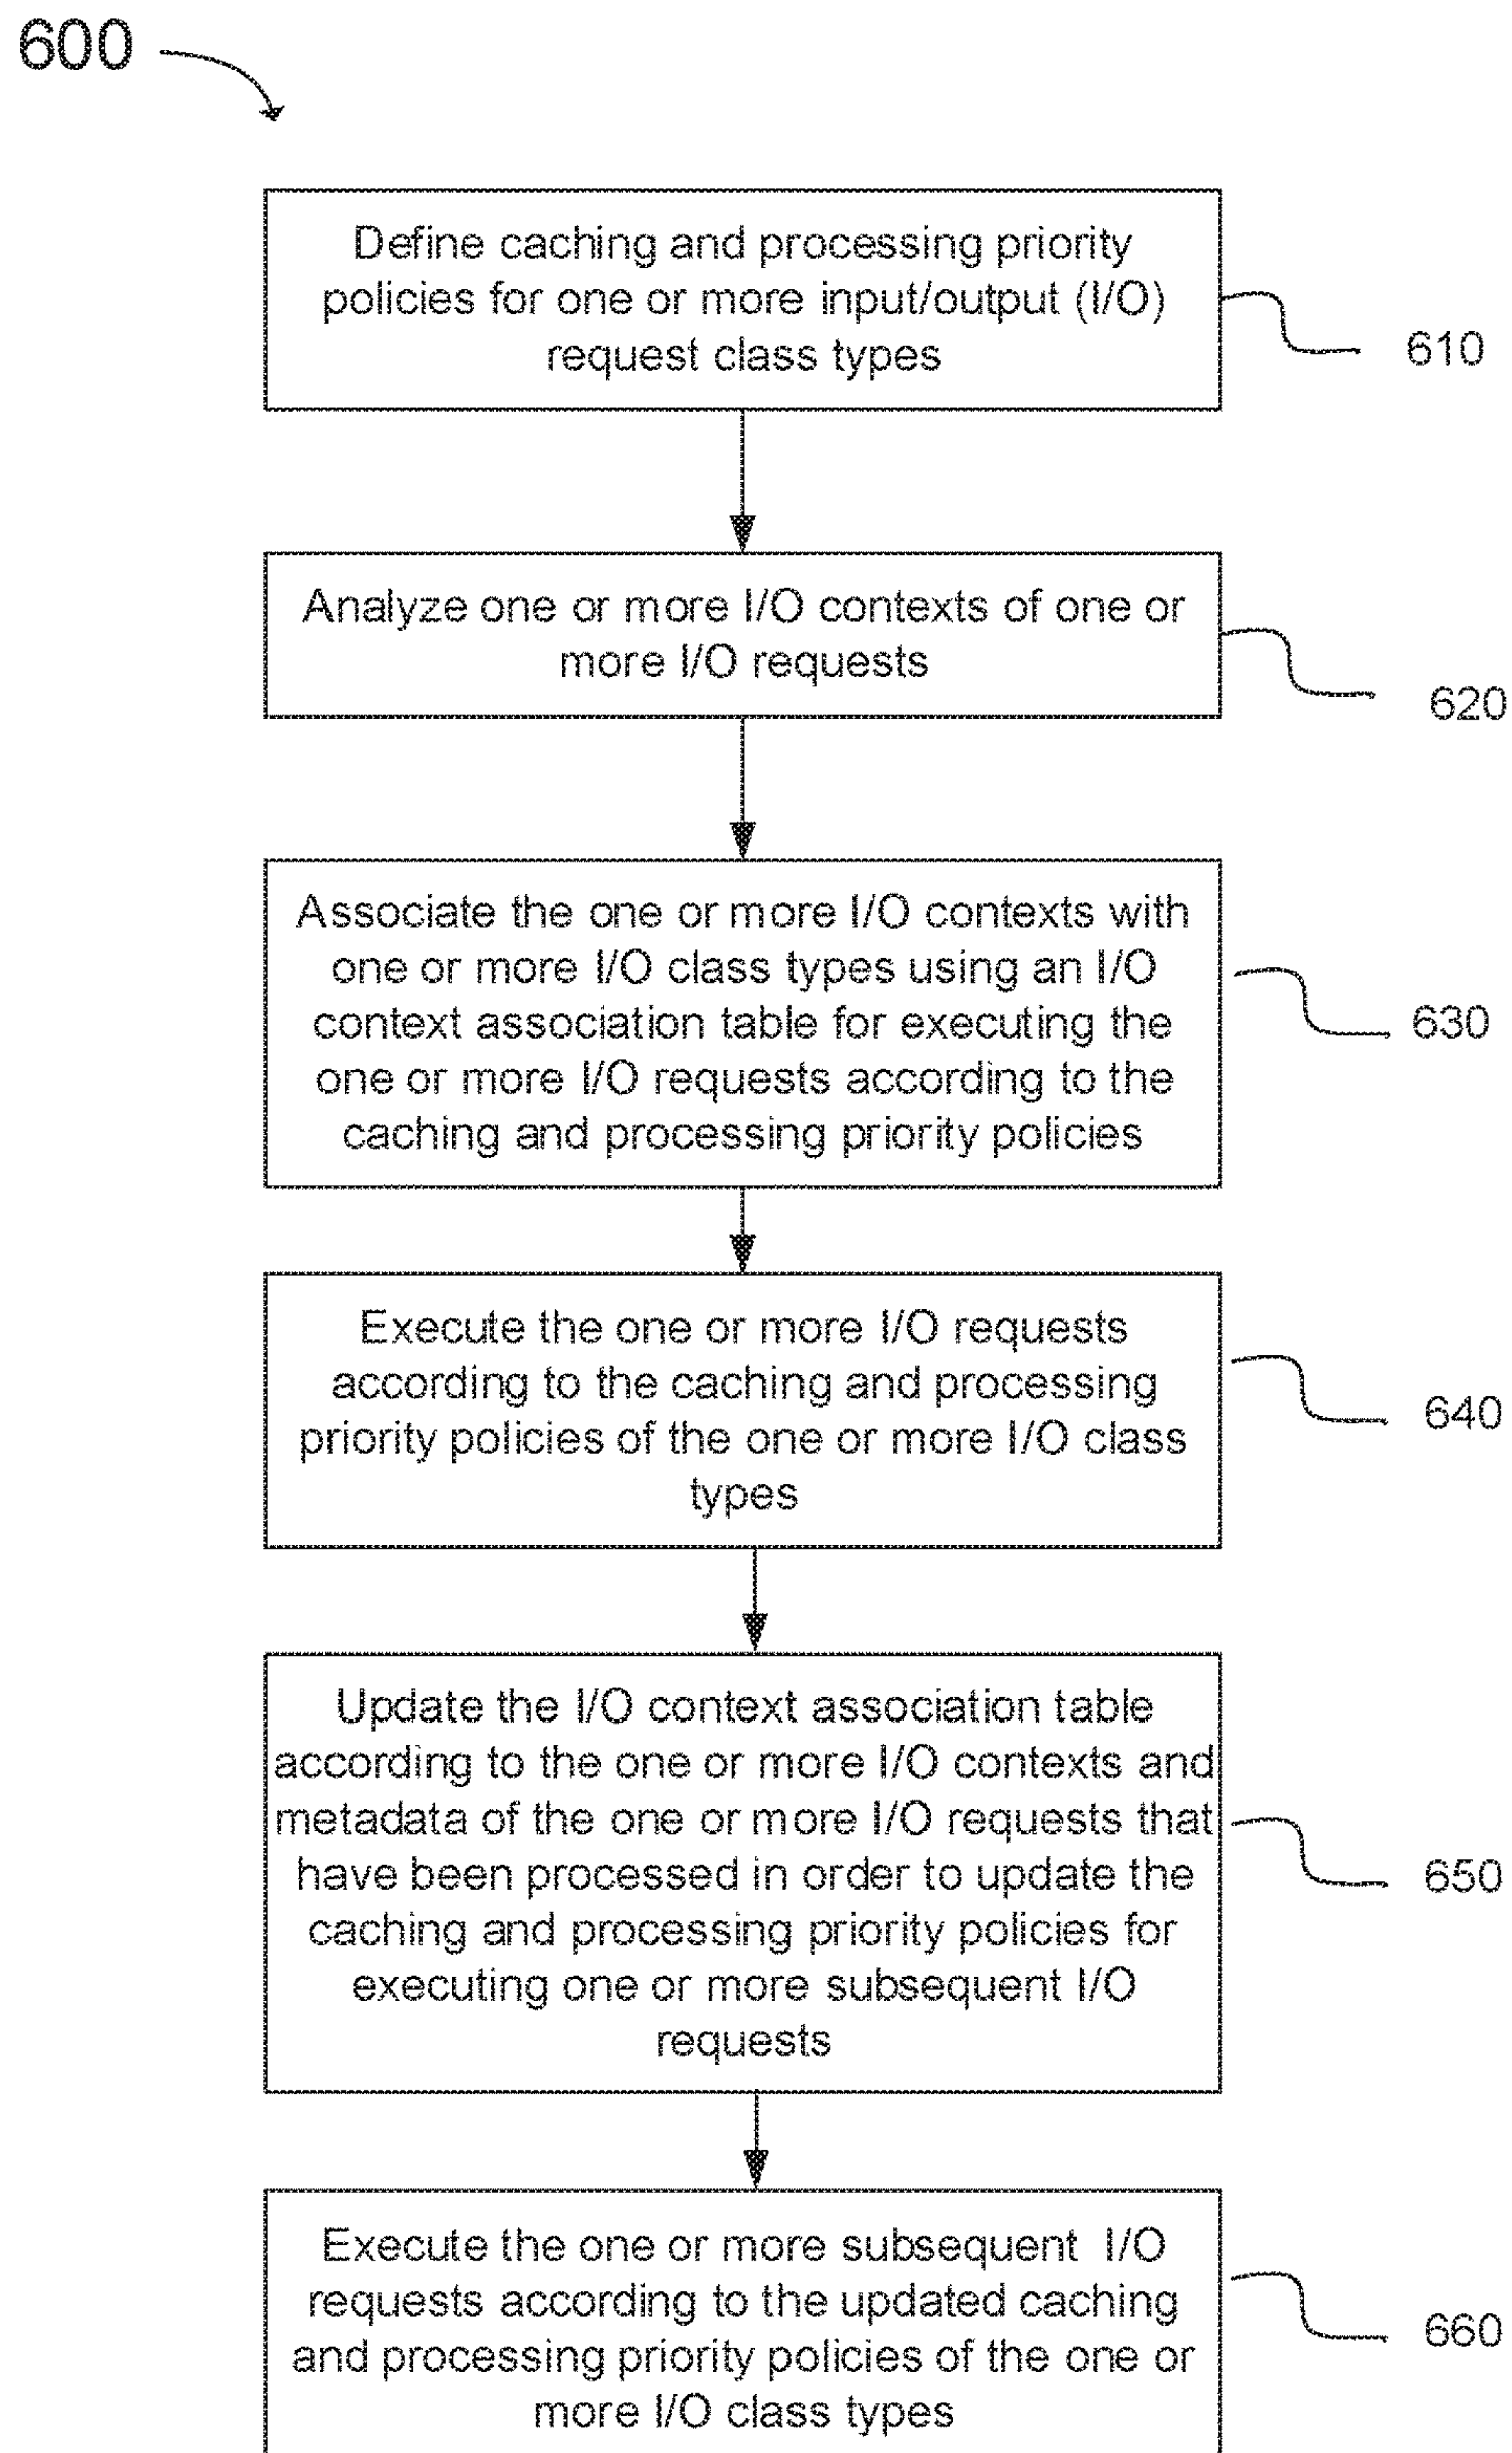 600
Define caching and processing priority
policies for one or more input/output (I/O)
request class types
610
Analyze one or more I/O contexts of one or
more I/O requests
620
Associate the one or more I/O contexts with
one or more I/O class types using an I/O
context association table for executing the
one or more I/O requests according to the
caching and processing priority policies
630
Execute the one or more I/O requests
according to the caching and processing
priority policies of the one or more I/O class
types
640
Update the I/O context association table
according to the one or more I/O contexts and
metadata of the one or more I/O requests that
have been processed in order to update the
caching and processing priority policies for
executing one or more subsequent I/O
requests
650
Execute the one or more subsequent I/O
requests according to the updated caching
and processing priority policies of the one or
more I/O class types
660